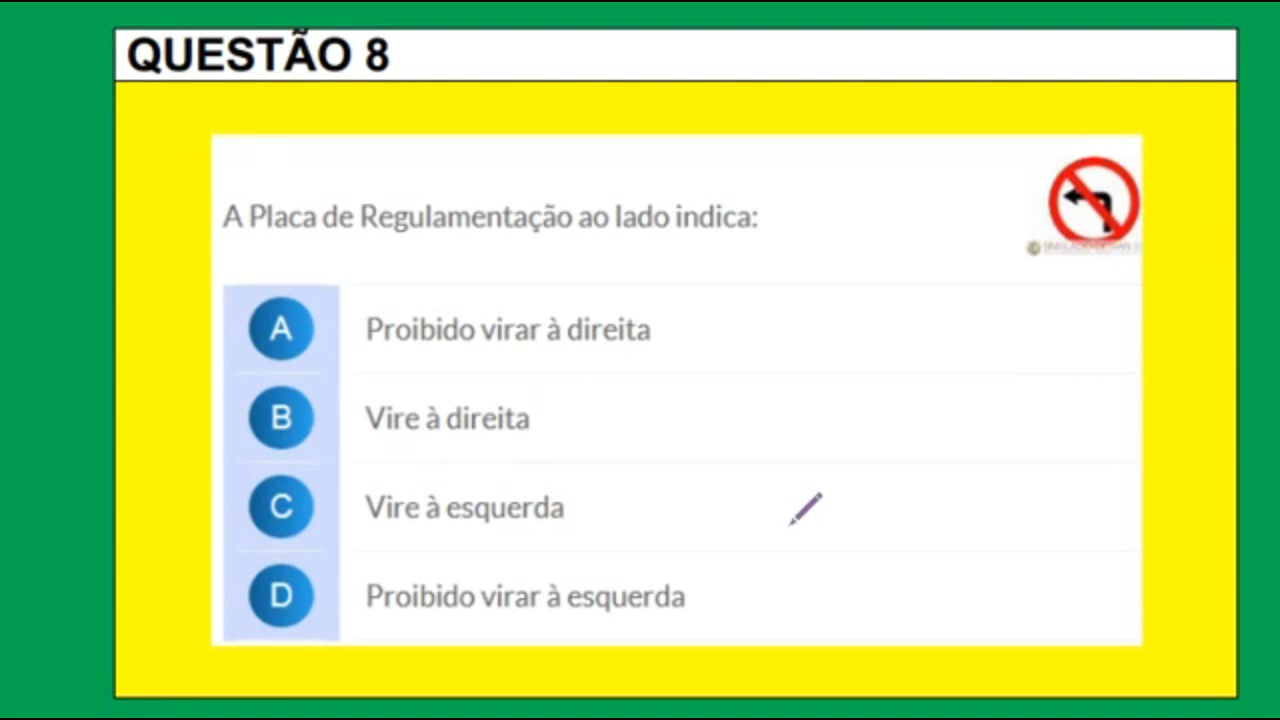 QUESTÃO 8
A Placa de Regulamentação ao lado indica:
A Proibido virar à direita
B Vire à direita
C Vire à esquerda
D Proibido virar à esquerda